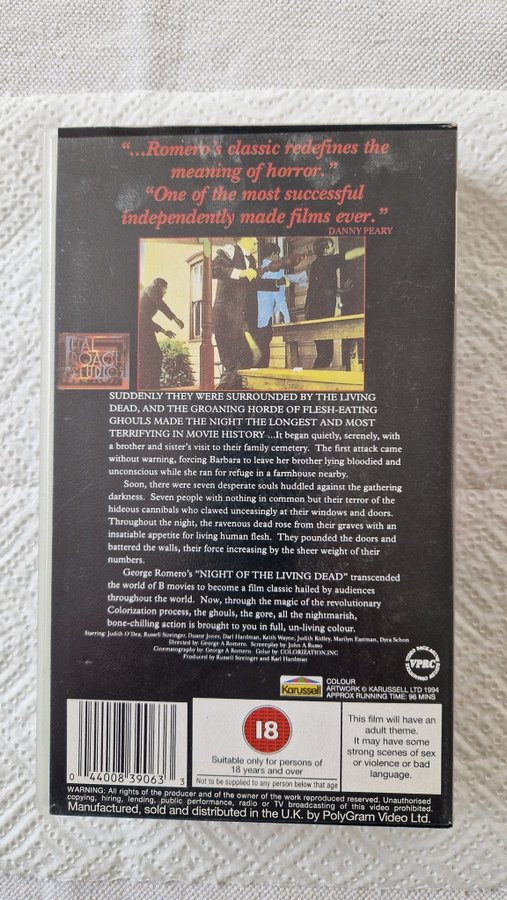 “...Romero's classic redefines the
meaning of horror.”
“One of the most successful
independently made films ever.”
DANNY PEARY
HAL
ROACH
STUDIOS
SUDDENLY THEY WERE SURROUNDED BY THE LIVING
DEAD, AND THE GROANING HORDE OF FLESH-EATING
GHOULS MADE THE NIGHT THE LONGEST AND MOST
TERRIFYING IN MOVIE HISTORY ...It began quietly, serenely, with
a brother and sister's visit to their family cemetery. The first attack came
without warning, forcing Barbara to leave her brother lying bloodied and
unconscious while she ran for refuge in a farmhouse nearby.
Soon, there were seven desperate souls huddled against the gathering
darkness. Seven people with nothing in common but their terror of the
hideous cannibals who clawed unceasingly at their windows and doors.
Throughout the night, the ravenous dead rose from their graves with an
insatiable appetite for living human flesh. They pounded the doors and
battered the walls, their force increasing by the sheer weight of their
numbers.
George Romero's “NIGHT OF THE LIVING DEAD” transcended
the world of B movies to become a film classic hailed by audiences
throughout the world. Now, through the magic of the revolutionary
Colorization process, the ghouls, the gore, all the nightmarish,
bone-chilling action is brought to you in full, un-living colour.
Starring: Judith O'Dea, Russell Streinger, Duane Jones, Darl Hardman, Keith Wayne, Judith Ridley, Marilyn Eastman, Dyra Schon
Directed by George A Romero. Screenplay by: John A Russo
Cinematography by: George A Romero. Color by: COLORIZATION,INC
Produced by Russell Streinger and Karl Hardman
VPRC
Karussell
COLOUR
ARTWORK © KARUSSELL LTD 1994
APPROX RUNNING TIME: 96 MINS
18
Suitable only for persons of
18 years and over
Not to be supplied to any person below that age
This film will have an
adult theme.
It may have some
strong scenes of sex
or violence or bad
language.
0 44008 39063 3
WARNING: All rights of the producer and of the owner of the work reproduced reserved. Unauthorised
copying, hiring, lending, public performance, radio or TV broadcasting of this video prohibited.
Manufactured, sold and distributed in the U.K. by PolyGram Video Ltd.